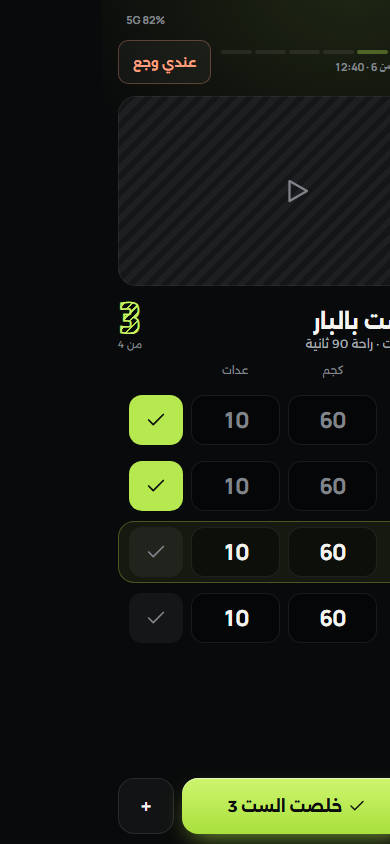 5G 82%
عندي وجع
12:40 · 6 من
بالبار
3
راحة 90 ثانية
من 4
كجم
عدات
60
10
60
10
60
10
60
10
خلصت الست 3
+